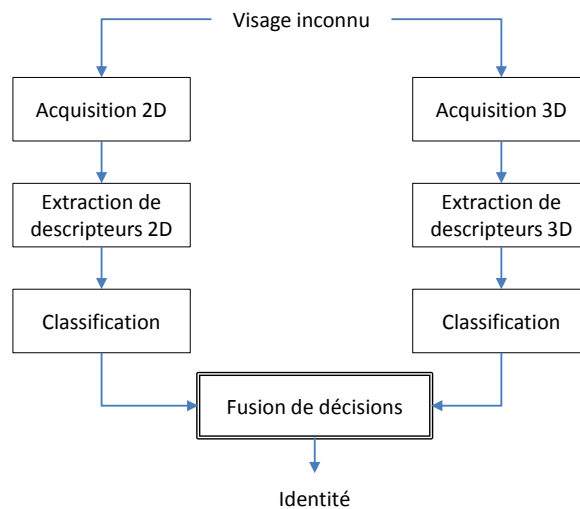 Visage inconnu
Acquisition 2D
Acquisition 3D
Extraction de
descripteurs 2D
Extraction de
descripteurs 3D
Classification
Classification
Fusion de décisions
Identité